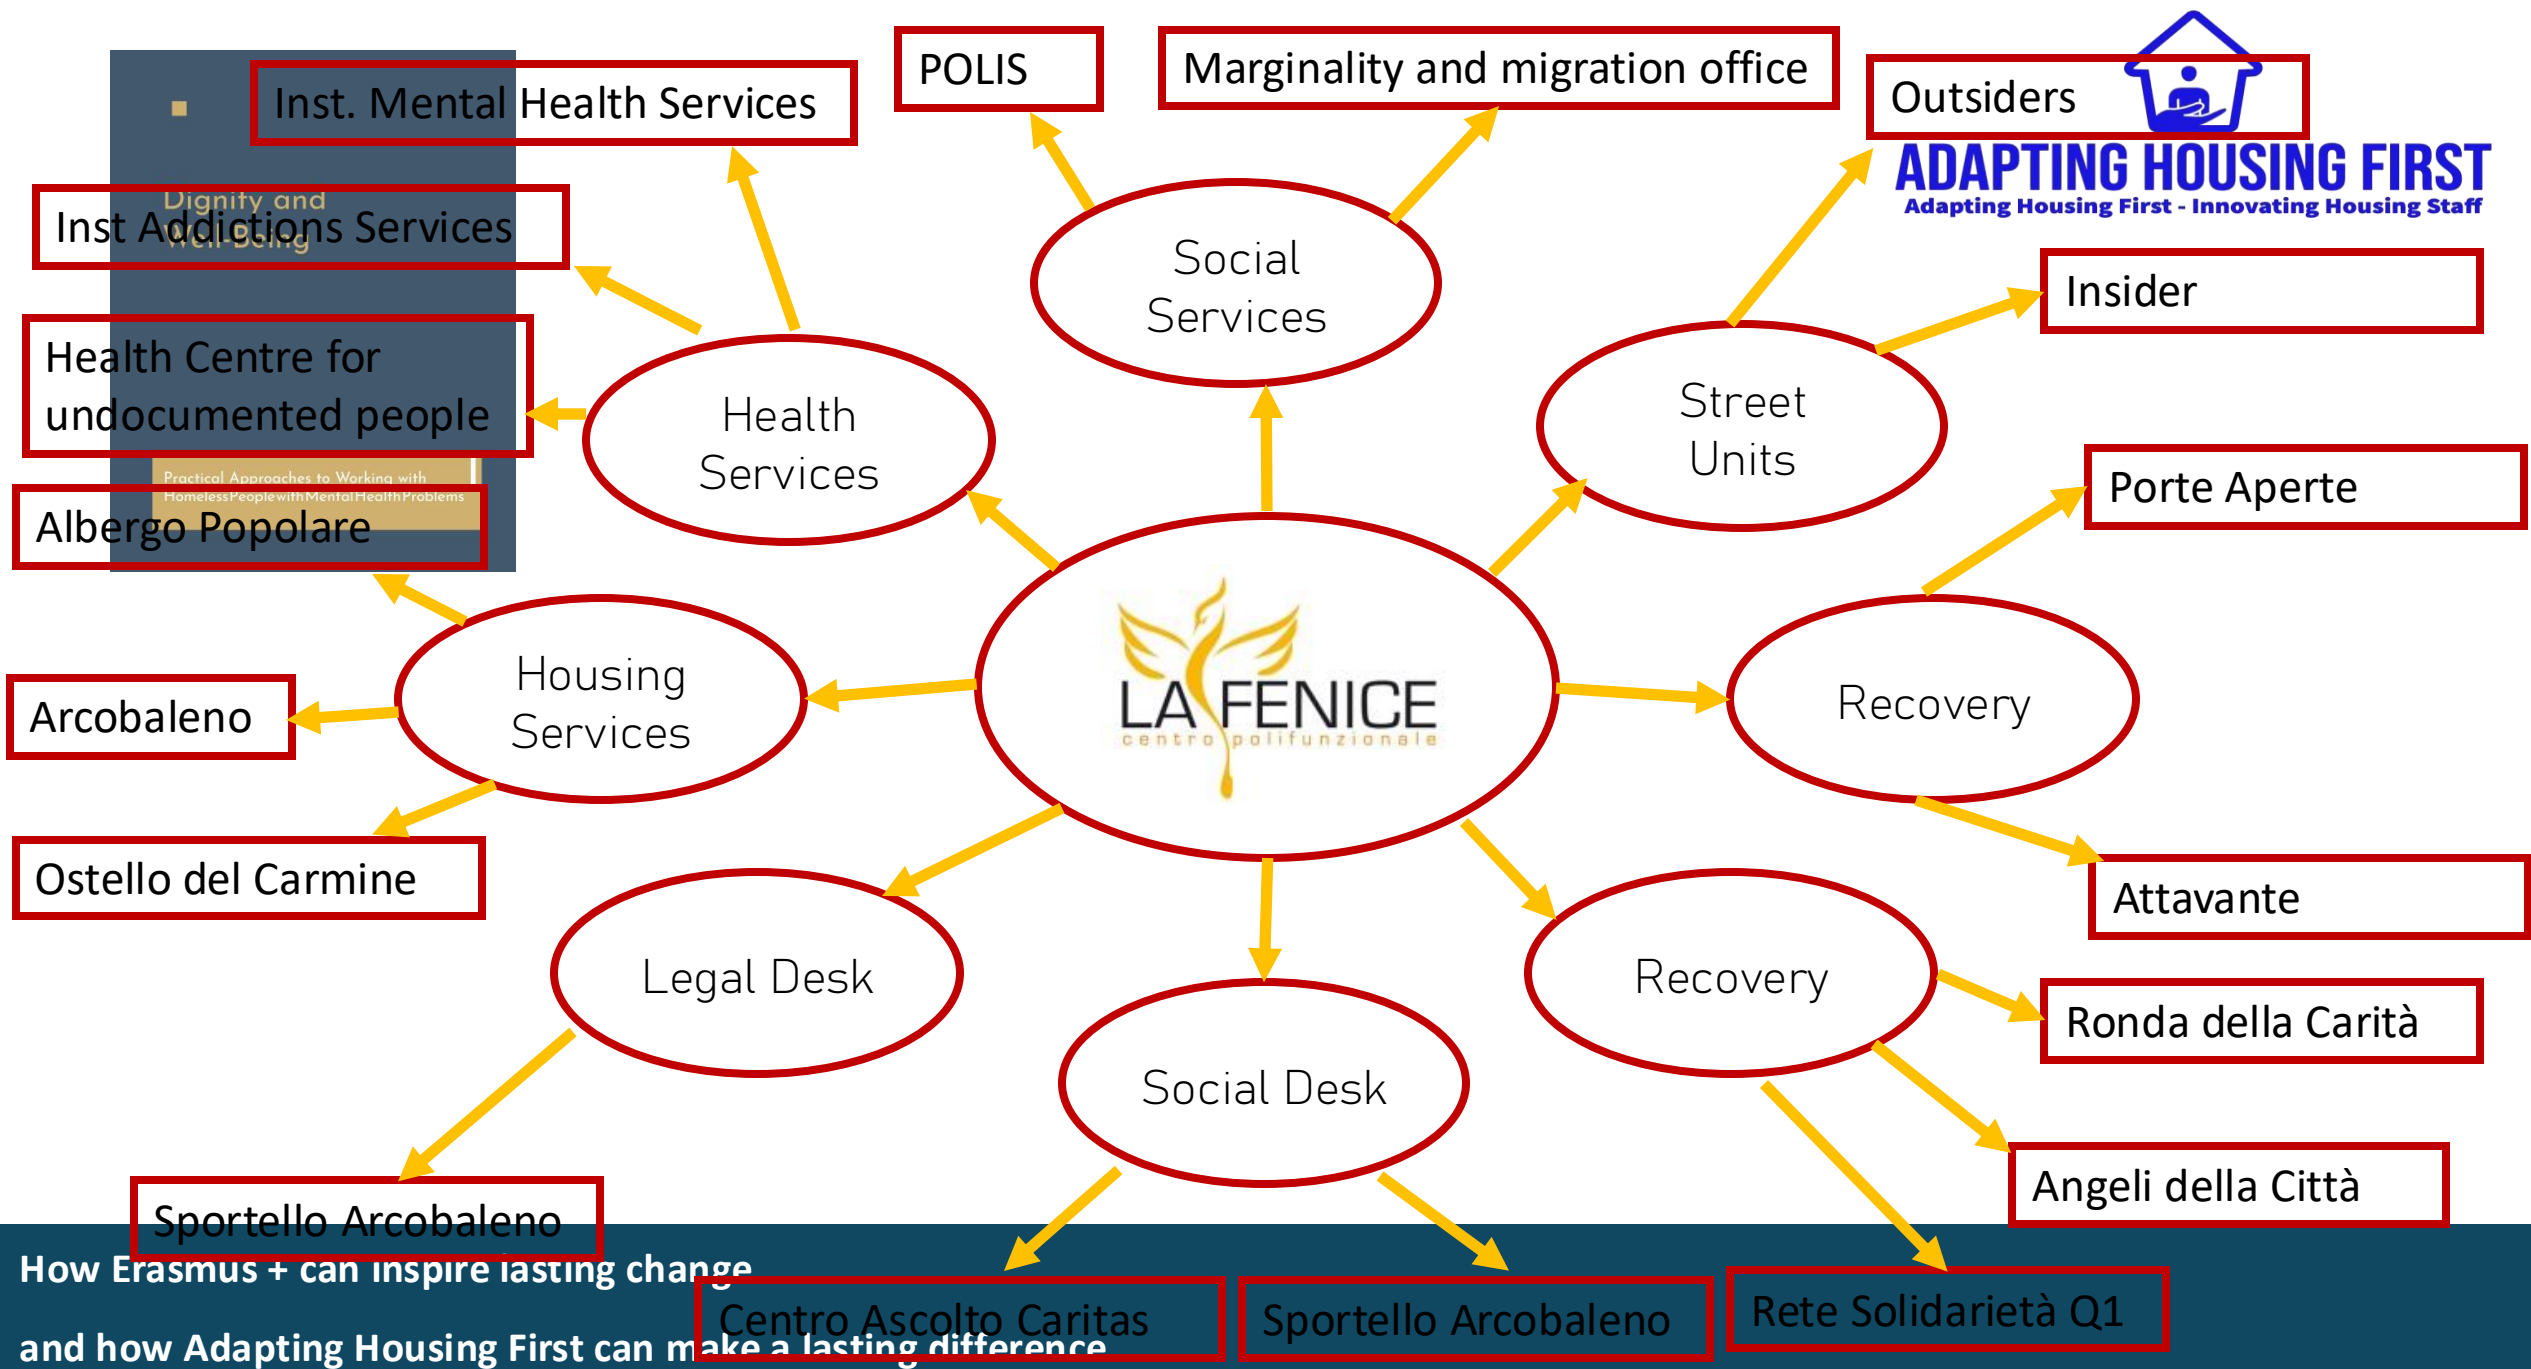 POLIS
Marginality and migration office
Inst. Mental Health Services
Outsiders
ADAPTING HOUSING FIRST
Adapting Housing First - Innovating Housing Staff
Dignity and
Well-Being
Inst Addictions Services
Social
Services
Insider
Health Centre for
undocumented people
Health
Services
Street
Units
Practical Approaches to Working with
Homeless People with Mental Health Problems
Porte Aperte
Albergo Popolare
Housing
Services
LA FENICE
centro polifunzionale
Recovery
Arcobaleno
Ostello del Carmine
Attavante
Legal Desk
Recovery
Ronda della Carità
Social Desk
Angeli della Città
Sportello Arcobaleno
How Erasmus + can inspire lasting change
and how Adapting Housing First can make a lasting difference
Centro Ascolto Caritas
Sportello Arcobaleno
Rete Solidarietà Q1